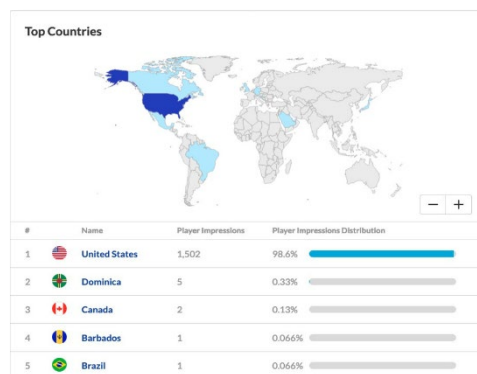 Top Countries
− +
# Name Player Impressions Player Impressions Distribution
1 United States 1,502 98.6%
2 Dominica 5 0.33%
3 Canada 2 0.13%
4 Barbados 1 0.066%
5 Brazil 1 0.066%